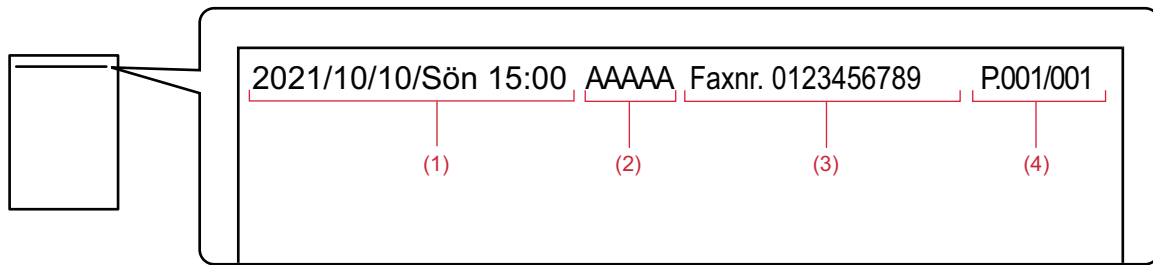 2021/10/10/Sön 15:00 AAAAA Faxnr. 0123456789 P.001/001
(1) (2) (3) (4)